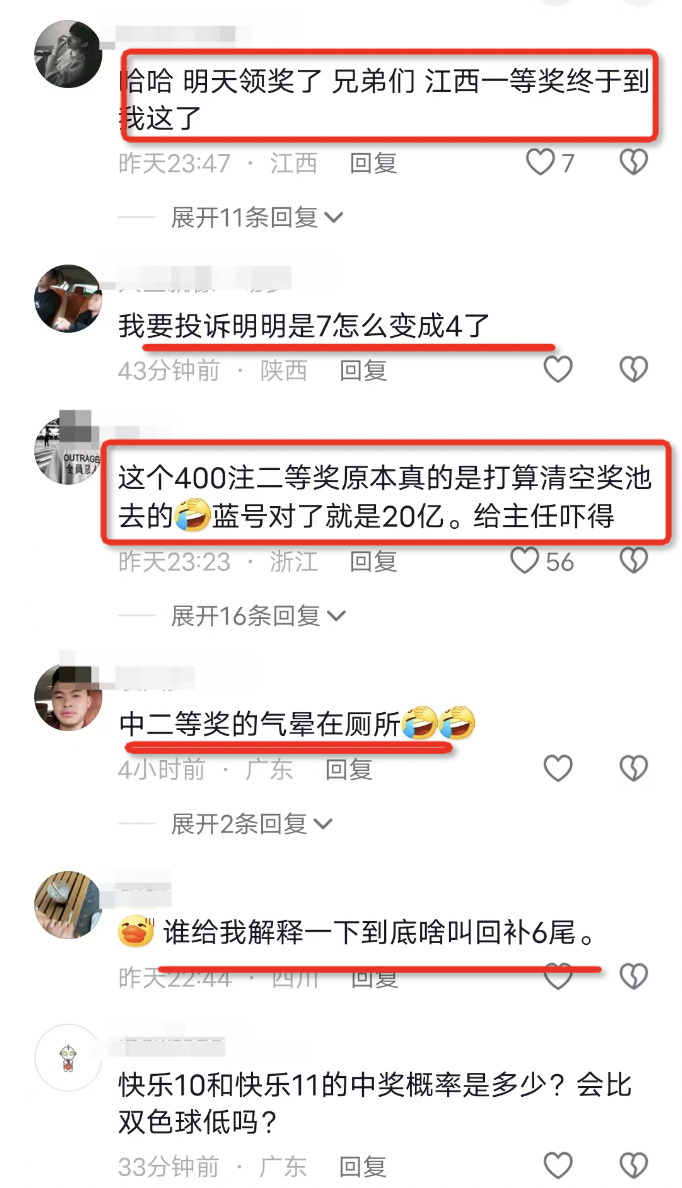 哈哈 明天领奖了 兄弟们 江西一等奖终于到
我这了
昨天23:47 · 江西 回复 7
展开11条回复
我要投诉明明是7怎么变成4了
43分钟前 · 陕西 回复
OUTRAGE
全員惡人
这个400注二等奖原本真的是打算清空奖池
去的🤣蓝号对了就是20亿。给主任吓得
昨天23:23 · 浙江 回复 56
展开16条回复
中二等奖的气晕在厕所🤣🤣
4小时前 · 广东 回复
展开2条回复
谁给我解释一下到底啥叫回补6尾。
昨天22:44 · 四川 回复
快乐10和快乐11的中奖概率是多少？会比
双色球低吗？
33分钟前 · 广东 回复